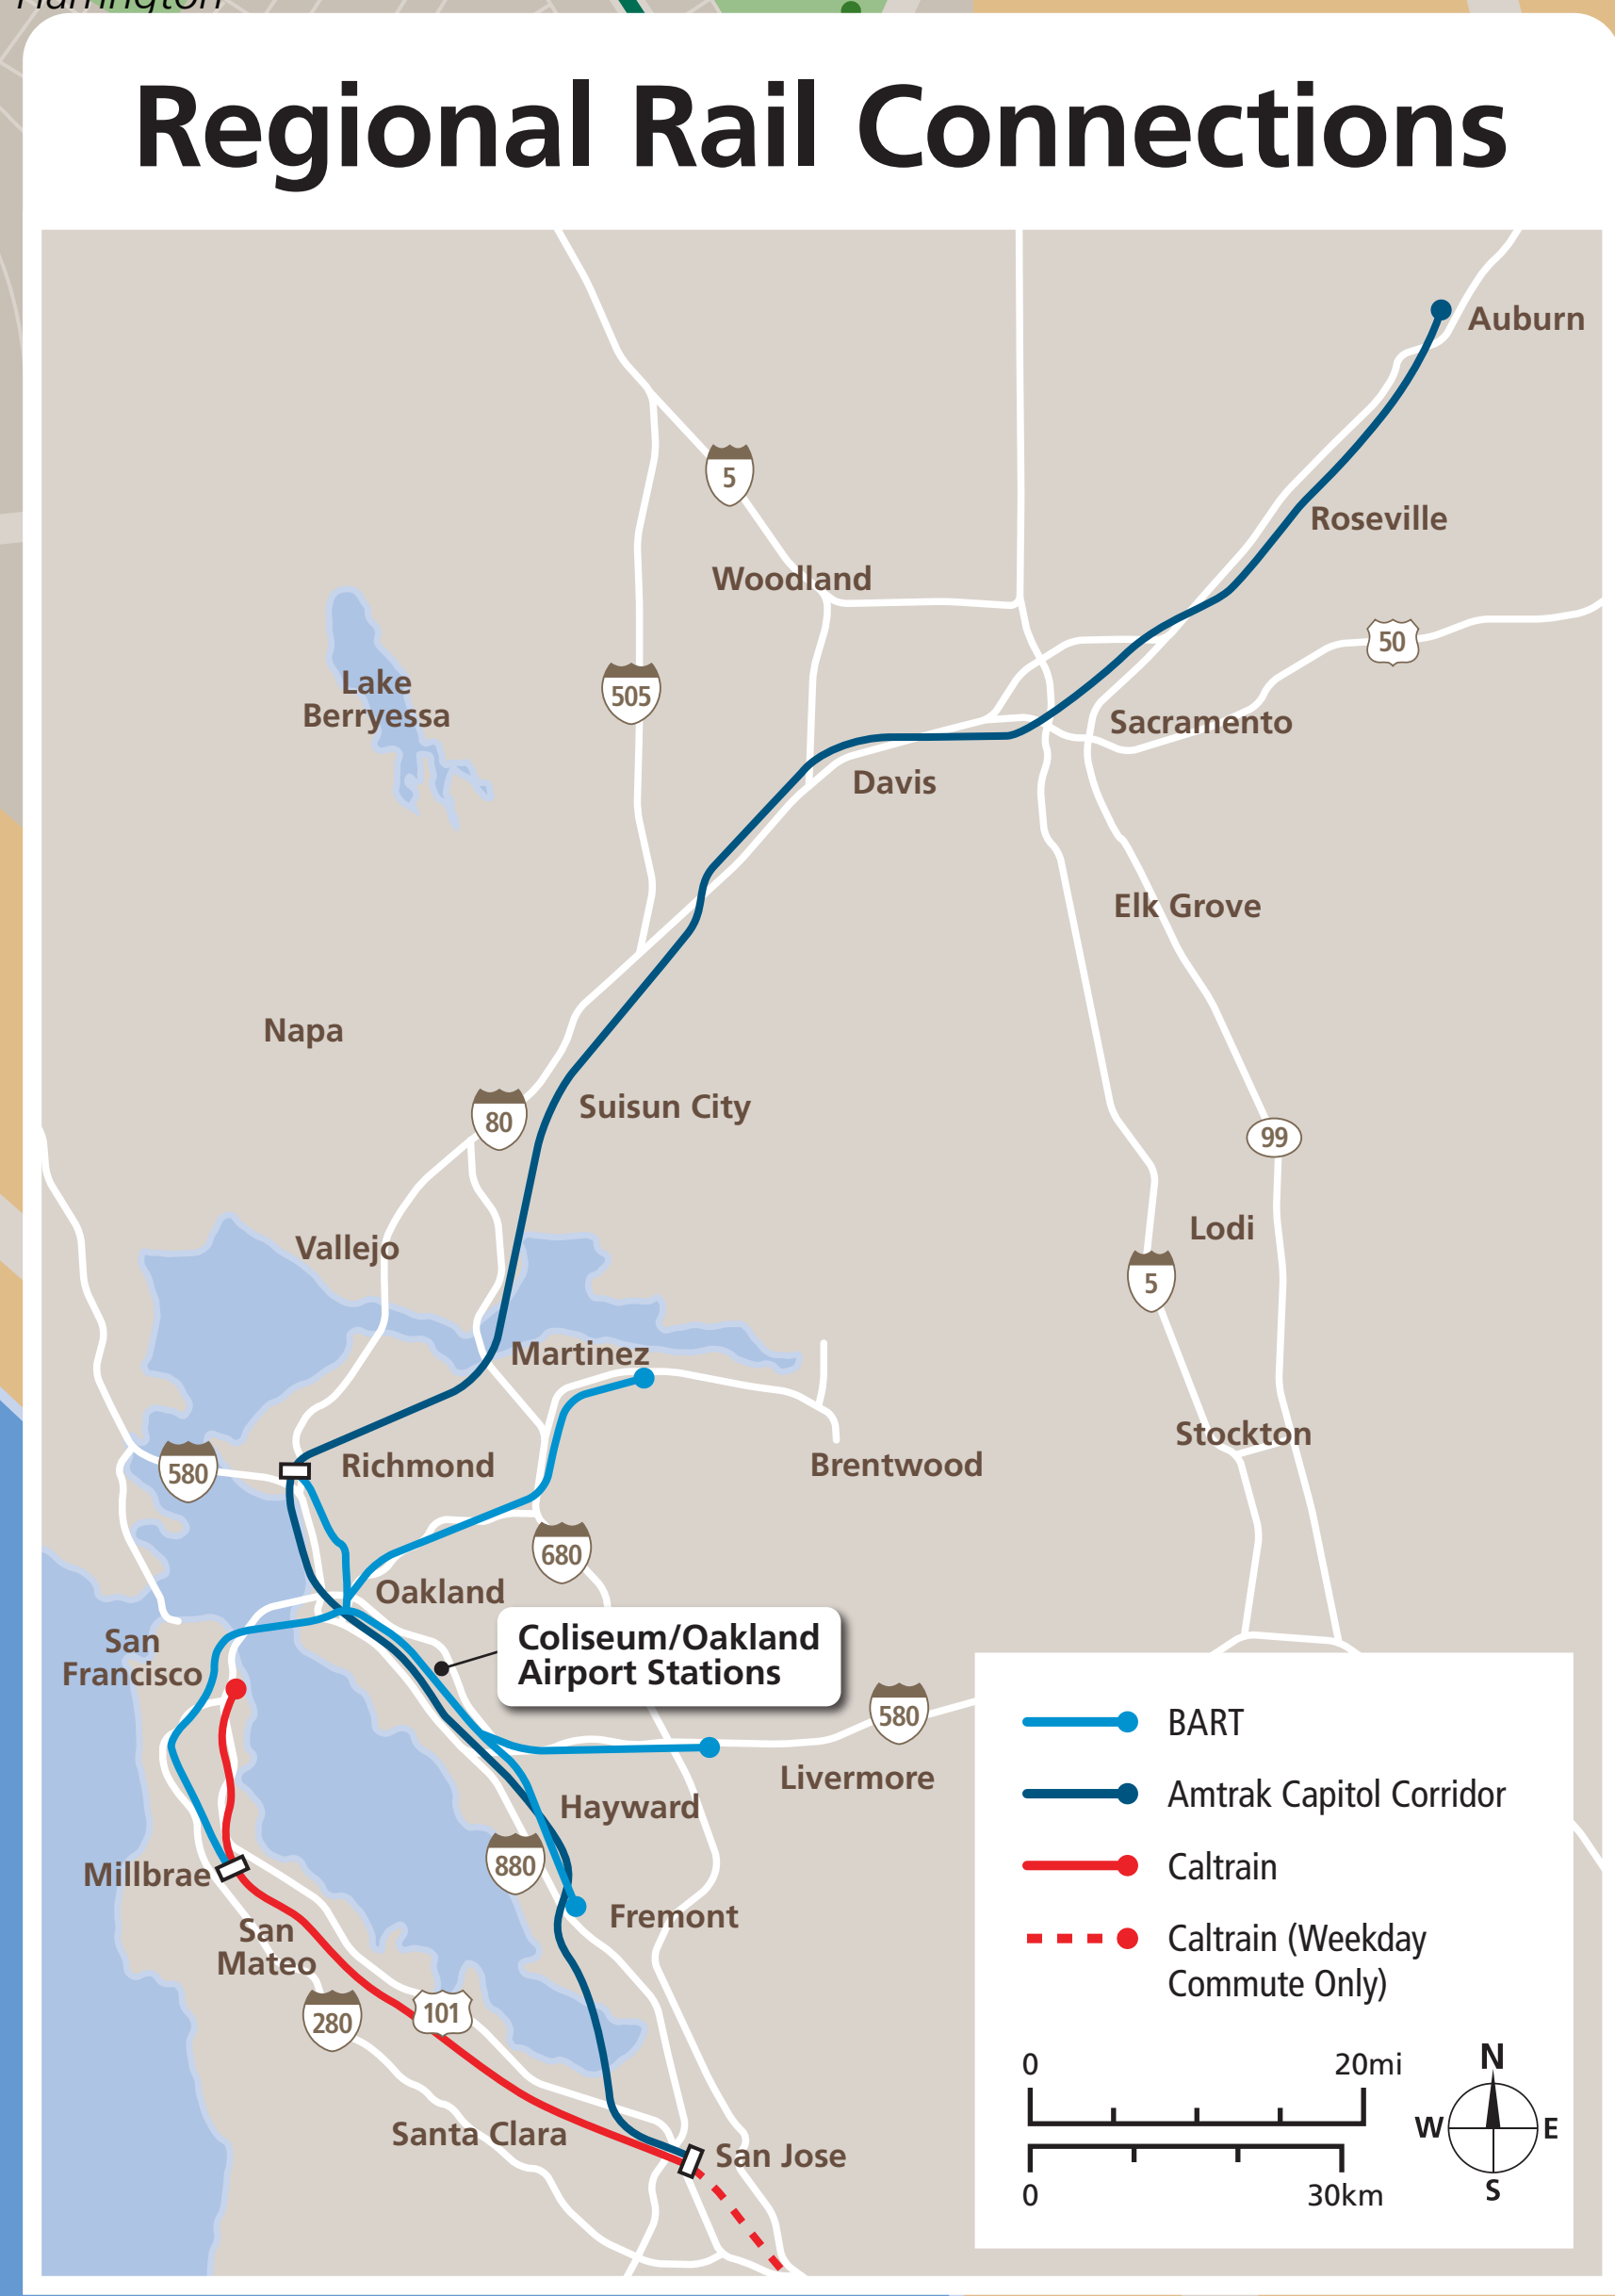 Harrington
Regional Rail Connections
Auburn
5
Roseville
Woodland
50
Lake
Berryessa
505
Sacramento
Davis
Elk Grove
Napa
80
Suisun City
99
Lodi
Vallejo
5
Martinez
Stockton
580
Richmond
Brentwood
680
Oakland
San
Francisco
Coliseum/Oakland
Airport Stations
580
Livermore
Hayward
880
Millbrae
Fremont
San
Mateo
280
101
Santa Clara
San Jose
BART
Amtrak Capitol Corridor
Caltrain
Caltrain (Weekday
Commute Only)
0 20mi
0 30km
N
W E
S